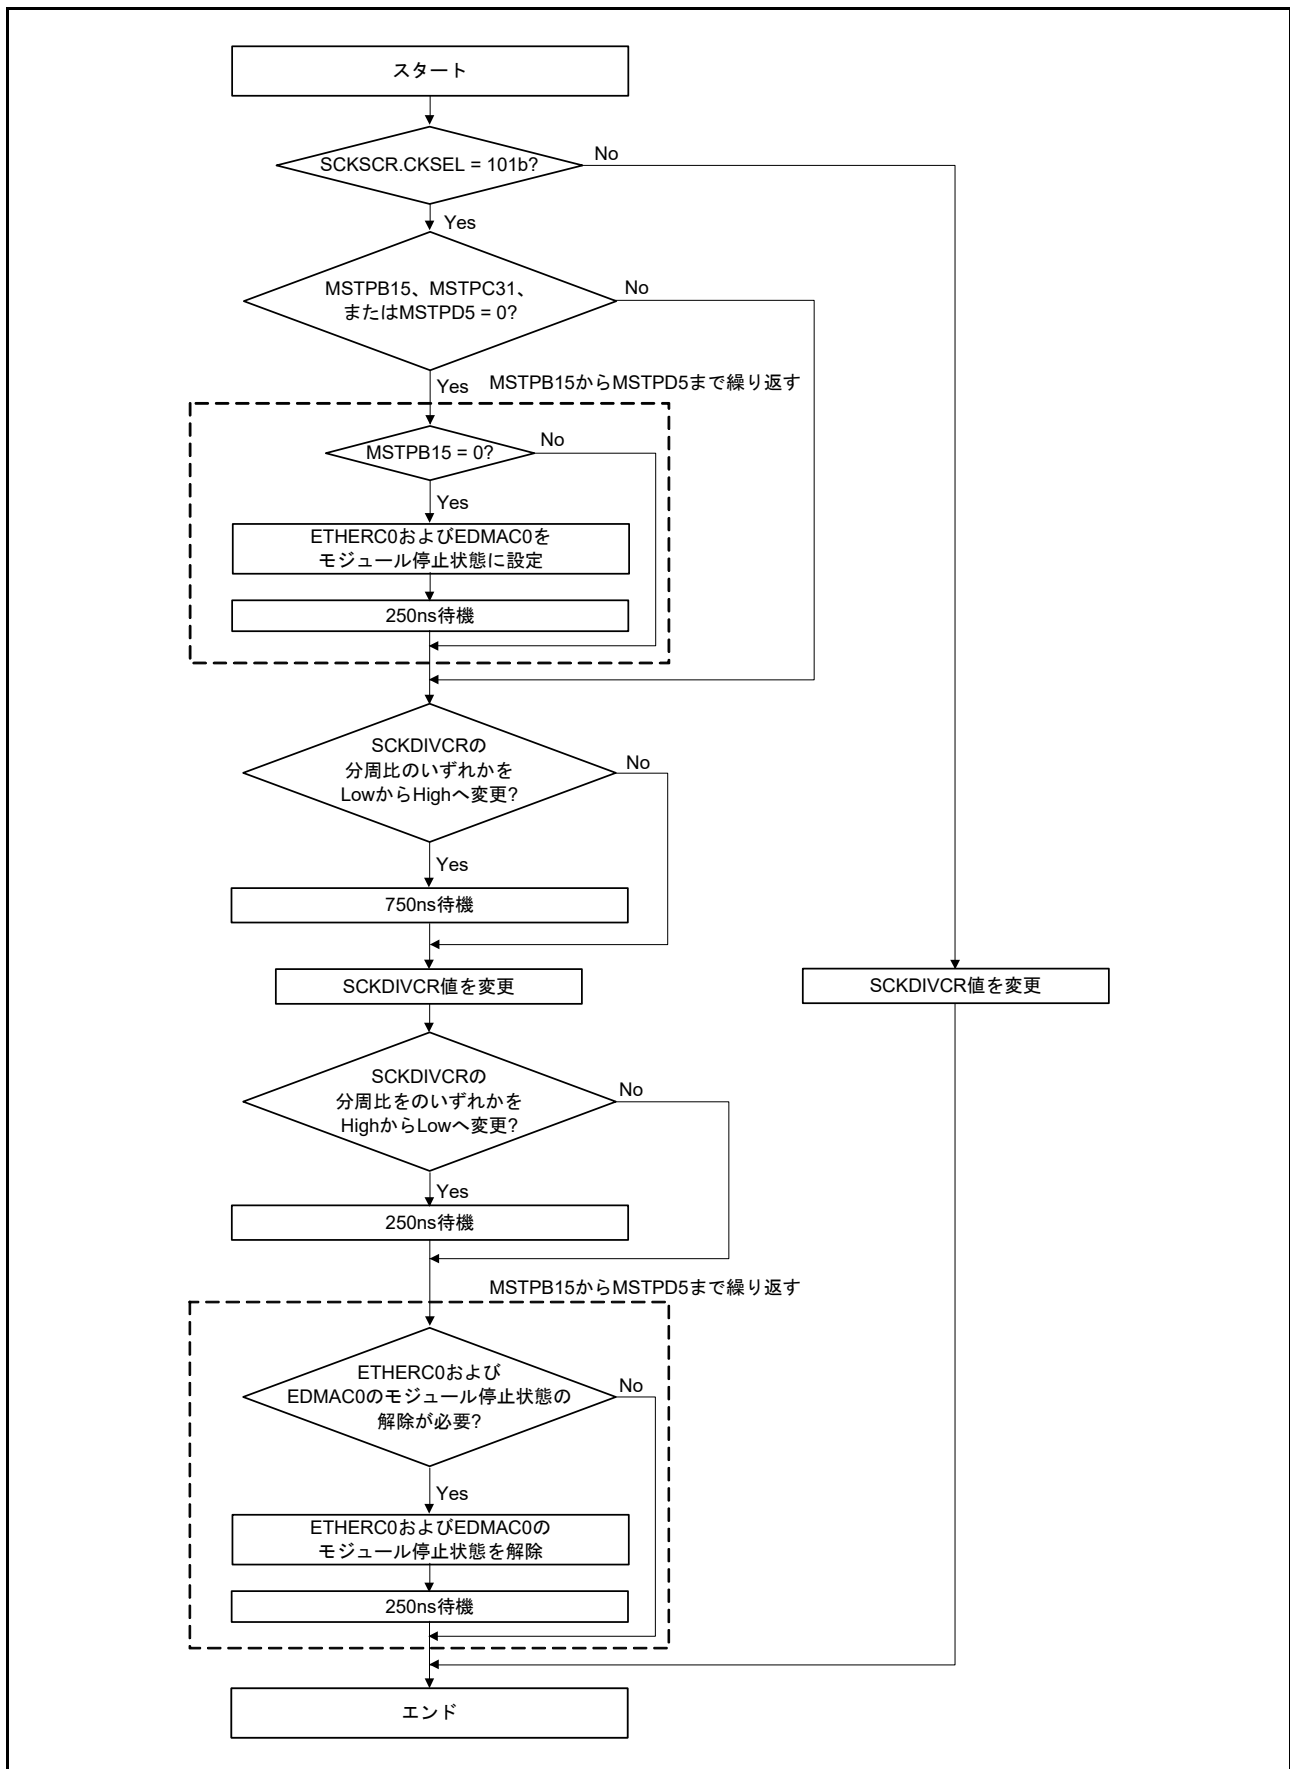 スタート
SCKSCR.CKSEL = 101b?
No
Yes
MSTPB15、MSTPC31、
またはMSTPD5 = 0?
No
Yes
MSTPB15からMSTPD5まで繰り返す
MSTPB15 = 0?
No
Yes
ETHERC0およびEDMAC0を
モジュール停止状態に設定
250ns待機
SCKDIVCRの
分周比のいずれかを
LowからHighへ変更?
No
Yes
750ns待機
SCKDIVCR値を変更
SCKDIVCR値を変更
SCKDIVCRの
分周比をのいずれかを
HighからLowへ変更?
No
Yes
250ns待機
MSTPB15からMSTPD5まで繰り返す
ETHERC0および
EDMAC0のモジュール停止状態の
解除が必要?
No
Yes
ETHERC0およびEDMAC0の
モジュール停止状態を解除
250ns待機
エンド